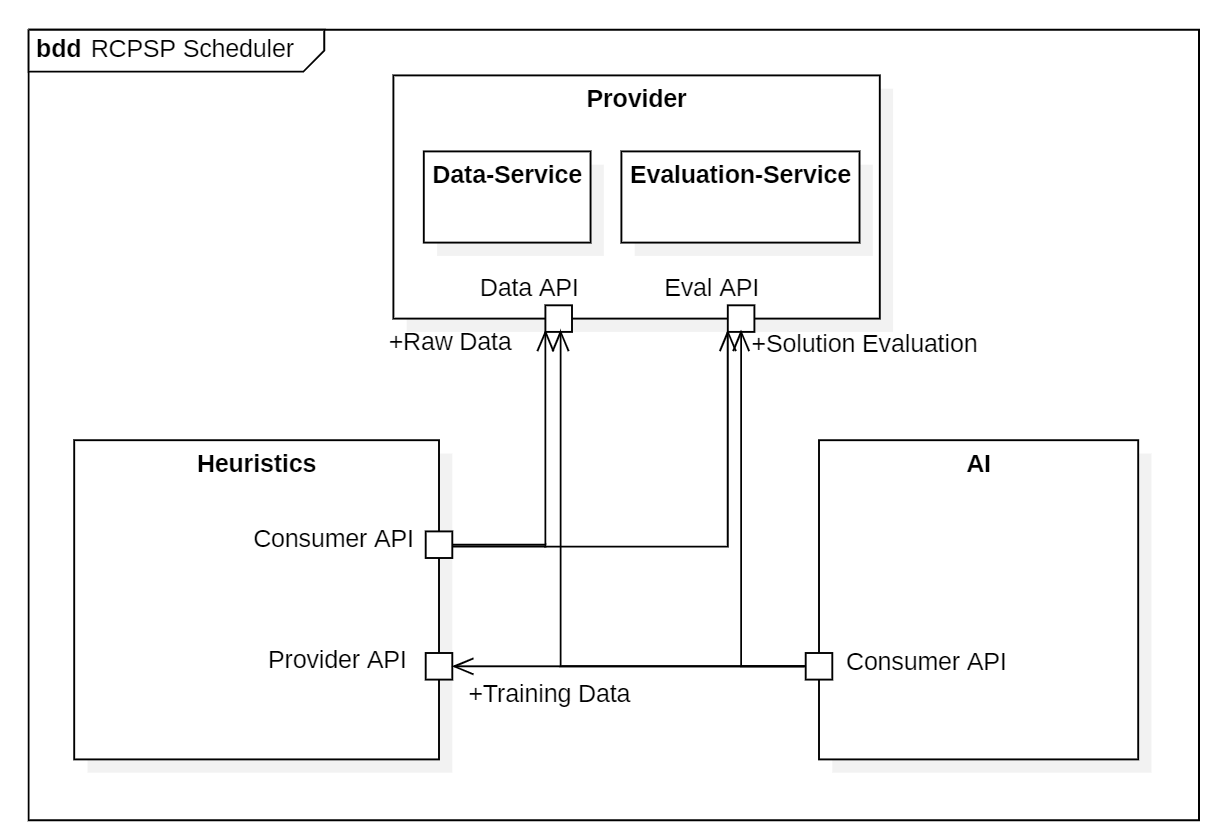 bdd RCPSP Scheduler
Provider
Data-Service
Evaluation-Service
Data API
Eval API
+Raw Data
+Solution Evaluation
Heuristics
AI
Consumer API
Provider API
Consumer API
+Training Data